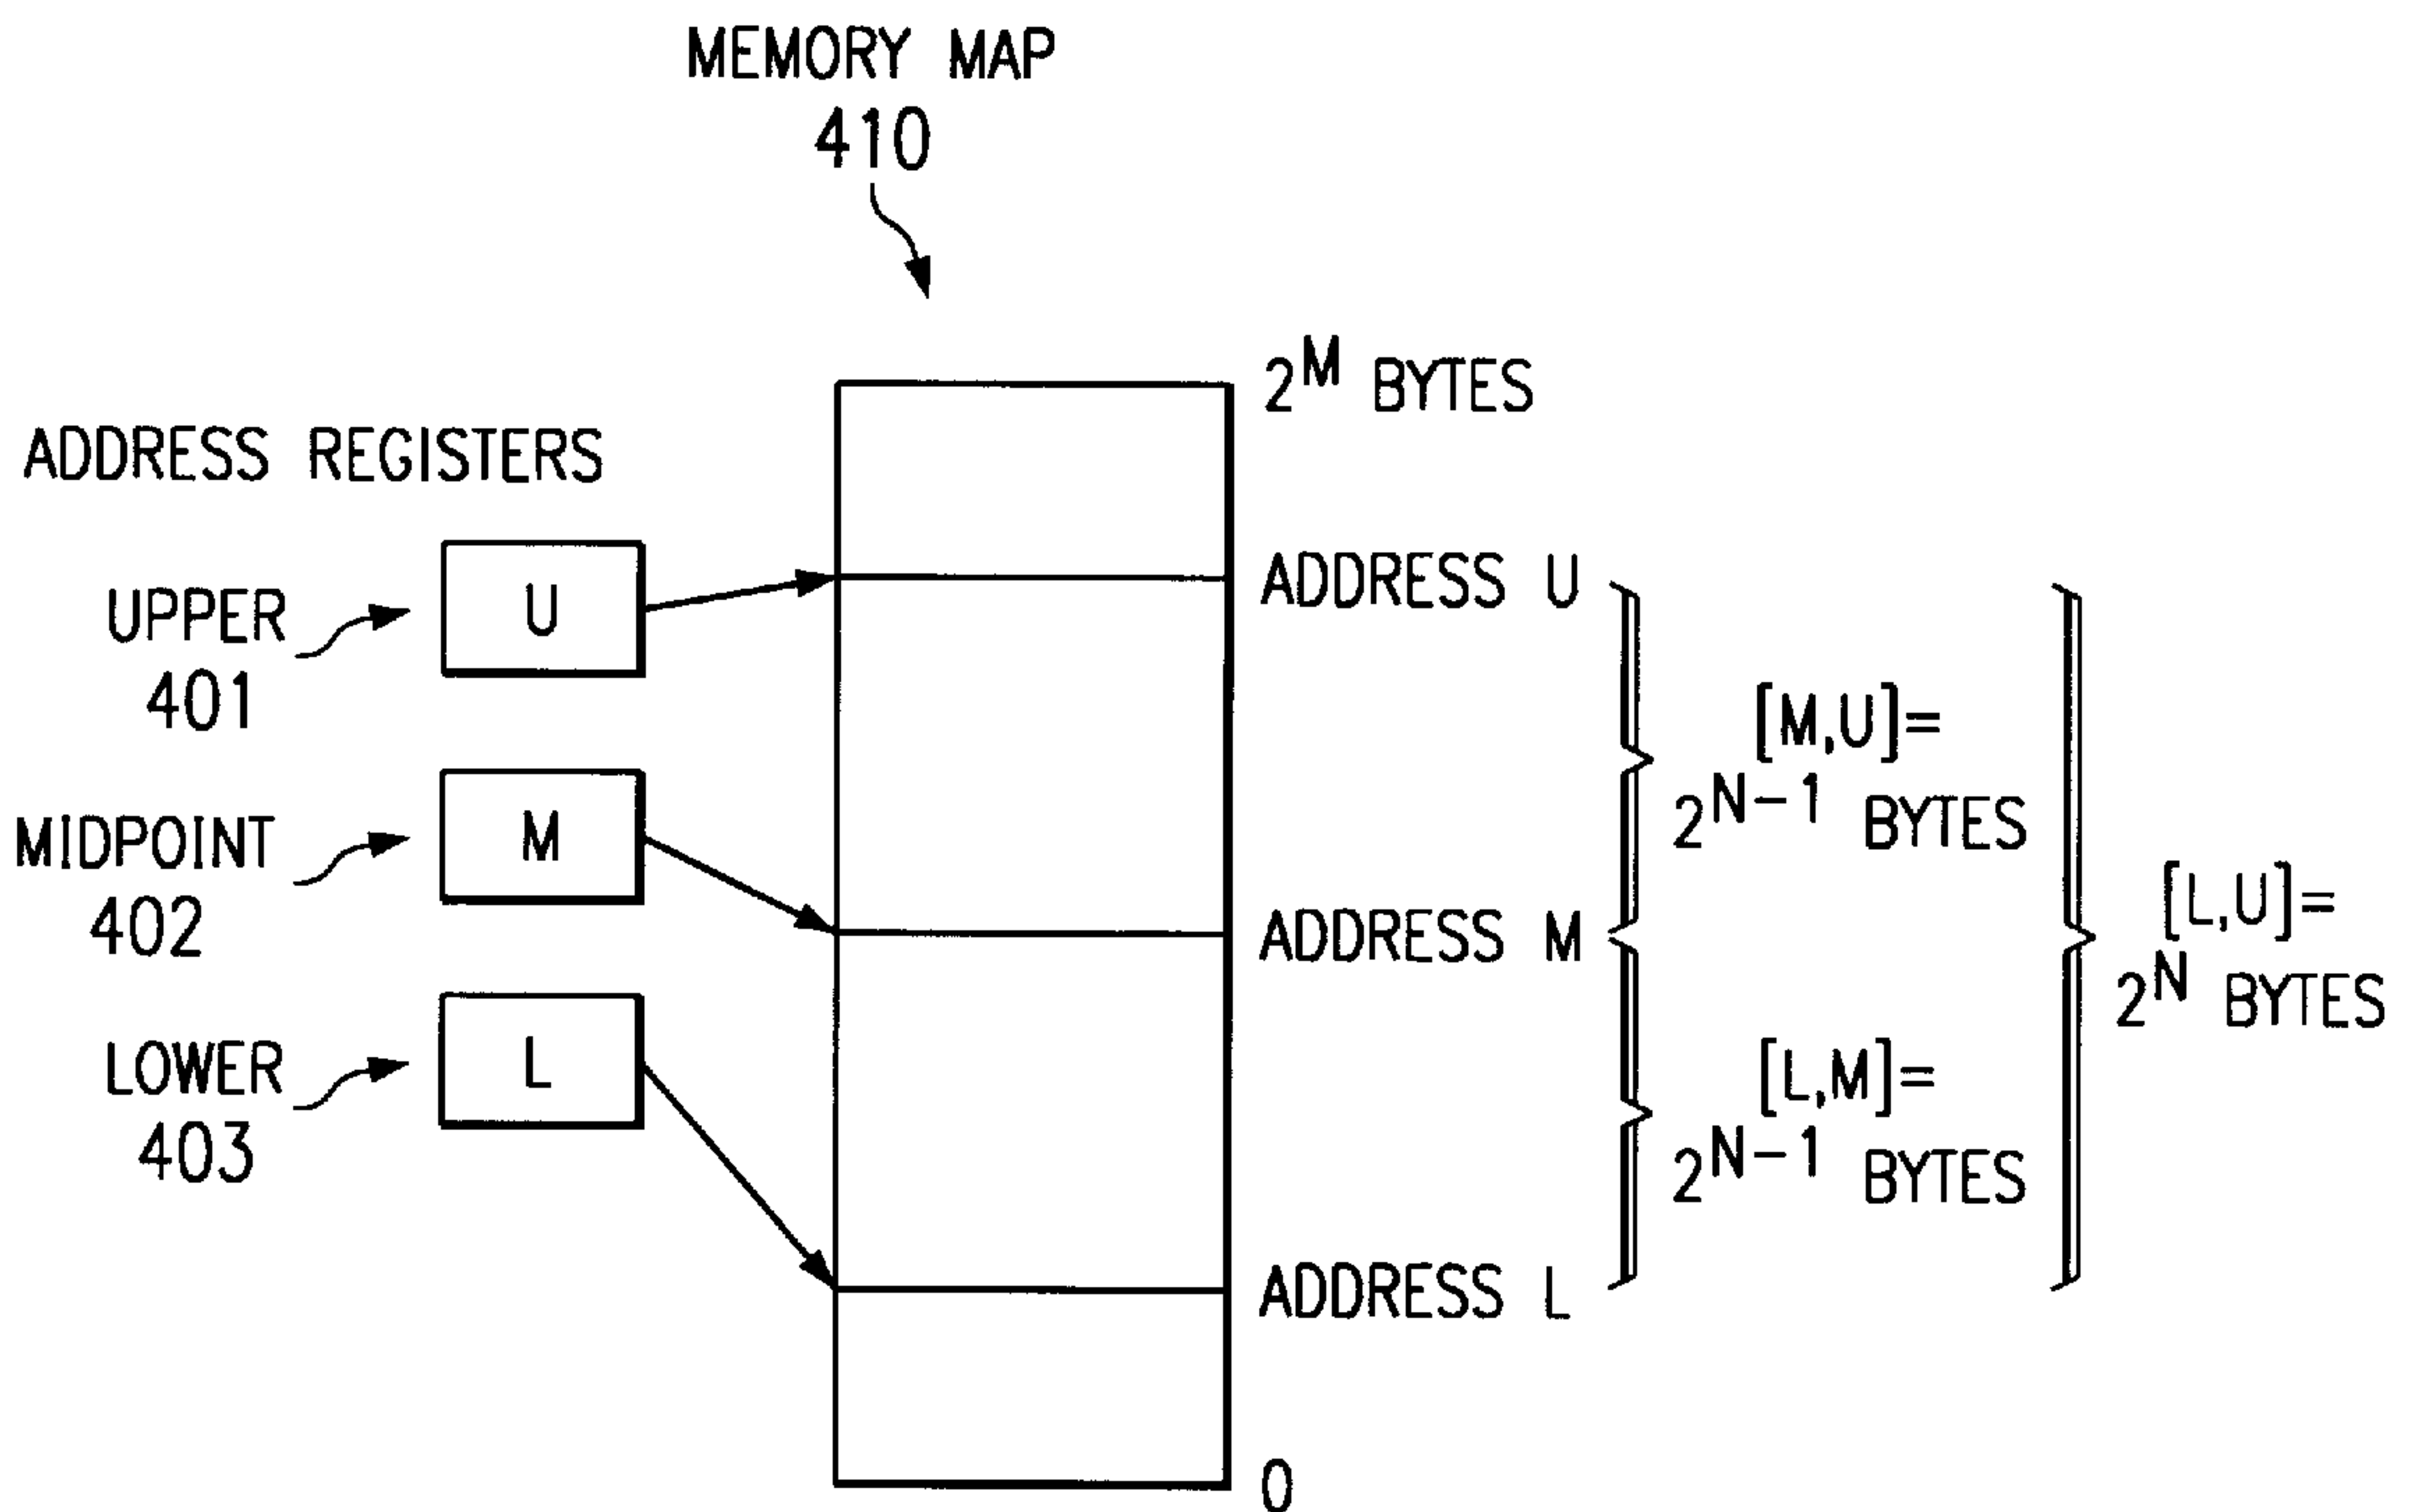 MEMORY MAP
410
2^M BYTES
ADDRESS REGISTERS
UPPER
401
U
ADDRESS U
[M,U]=
2^N-1 BYTES
MIDPOINT
402
M
ADDRESS M
[L,U]=
2^N BYTES
LOWER
403
L
[L,M]=
2^N-1 BYTES
ADDRESS L
0